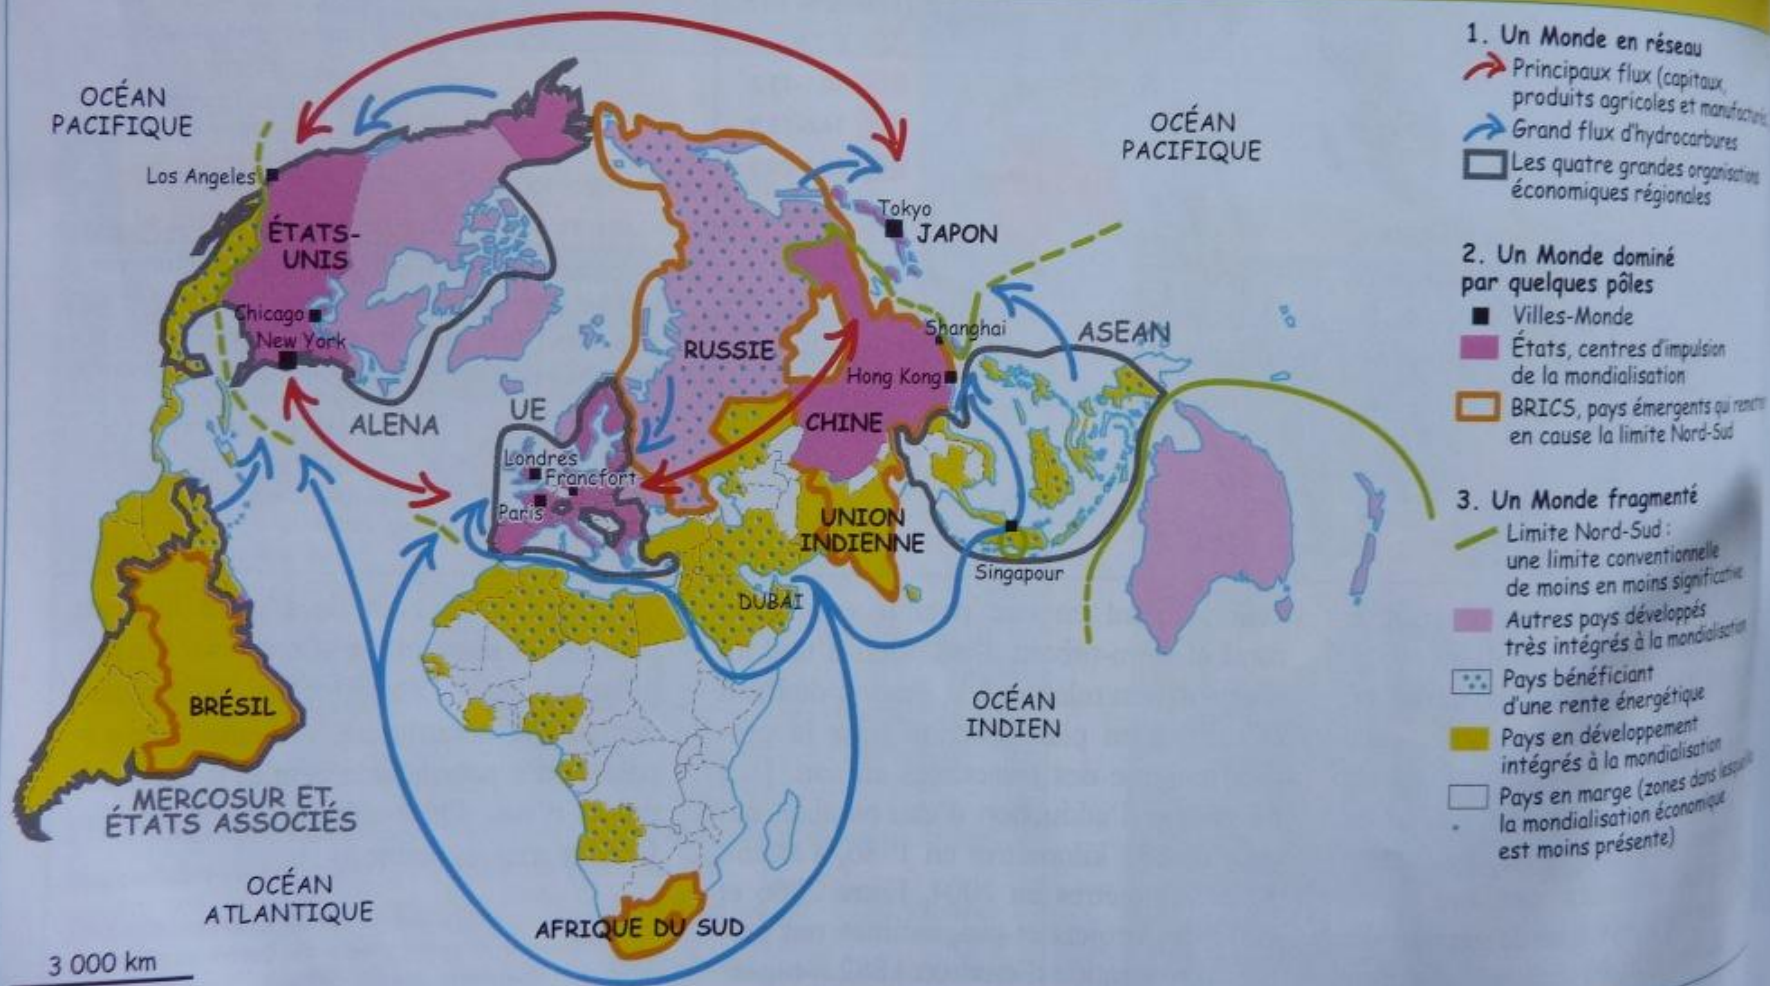 OCÉAN
PACIFIQUE
Los Angeles
ÉTATS-
UNIS
Chicago
New York
ALENA
UE
Londres
Francfort
Paris
RUSSIE
CHINE
UNION
INDIENNE
DUBAI
Tokyo
JAPON
Shanghai
Hong Kong
ASEAN
Singapour
OCÉAN
PACIFIQUE
OCÉAN
INDIEN
BRÉSIL
MERCOSUR ET
ÉTATS ASSOCIÉS
OCÉAN
ATLANTIQUE
AFRIQUE DU SUD
3 000 km
1. Un Monde en réseau
Principaux flux (capitaux,
produits agricoles et
Grand flux d'hydrocarbures
Les quatre grandes organisations
économiques régionales
2. Un Monde dominé
par quelques pôles
Villes-Monde
États, centres d'impulsion
de la mondialisation
BRICS, pays émergents qui
en cause la limite Nord-Sud
3. Un Monde fragmenté
Limite Nord-Sud :
une limite conventionnelle
de moins en moins significative
Autres pays développés
très intégrés à la mondialisation
Pays bénéficiant
d'une rente énergétique
Pays en développement
intégrés à la mondialisation
Pays en marge (zones dans
la mondialisation économique
est moins présente)